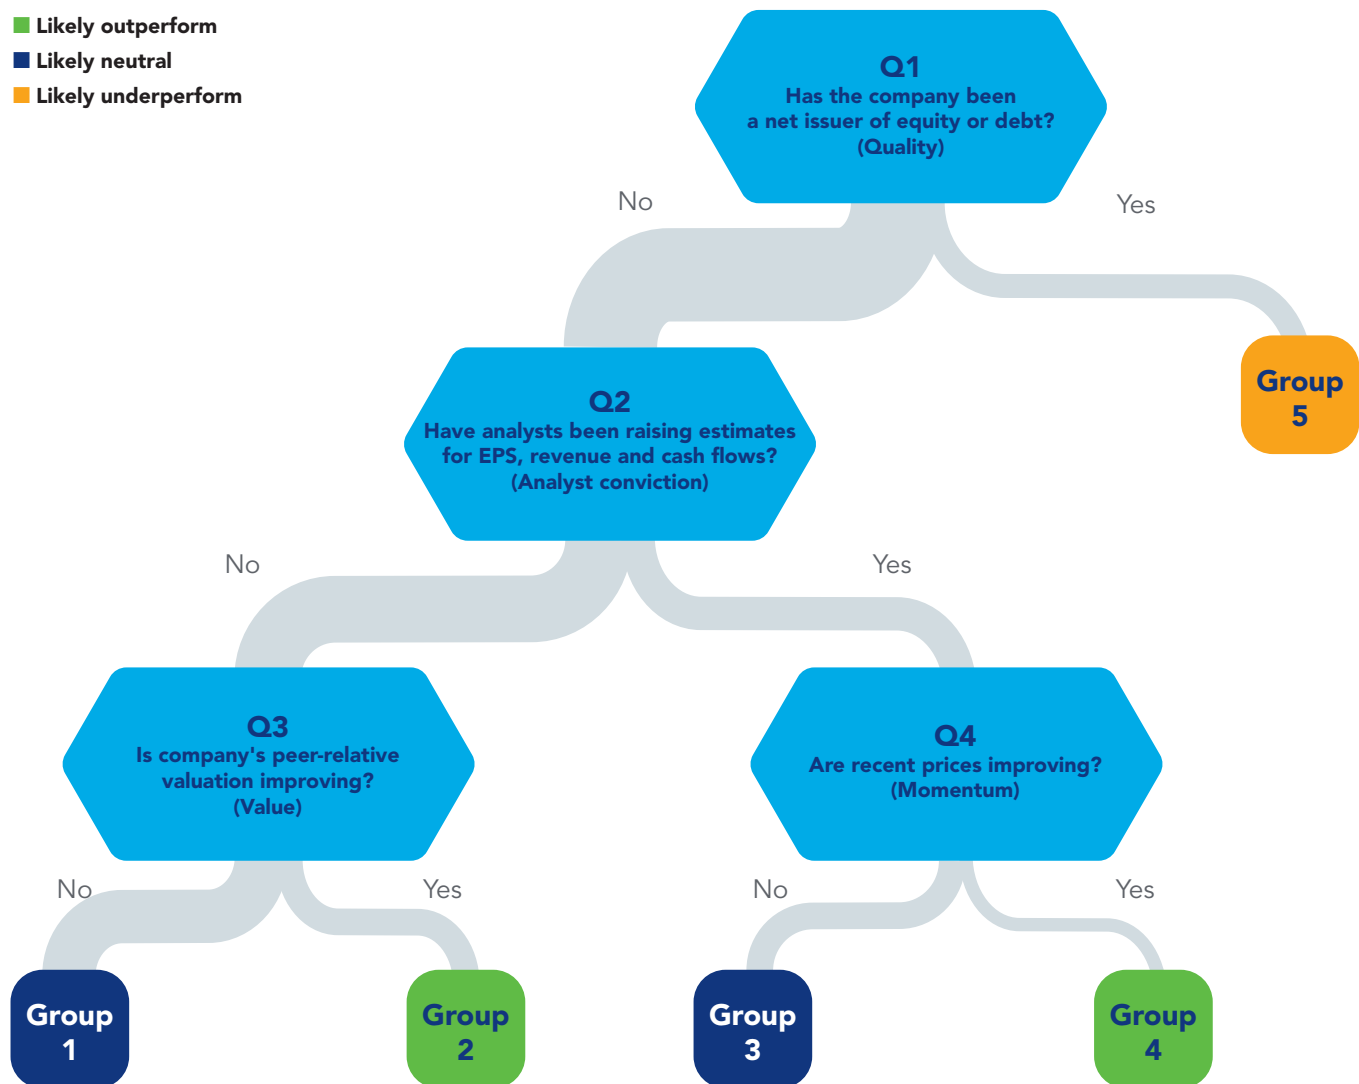 Likely outperform
Likely neutral
Likely underperform
Q1
Has the company been
a net issuer of equity or debt?
(Quality)
No
Yes
Group
5
Q2
Have analysts been raising estimates
for EPS, revenue and cash flows?
(Analyst conviction)
No
Yes
Q3
Is company's peer-relative
valuation improving?
(Value)
Q4
Are recent prices improving?
(Momentum)
No
Yes
No
Yes
Group
1
Group
2
Group
3
Group
4